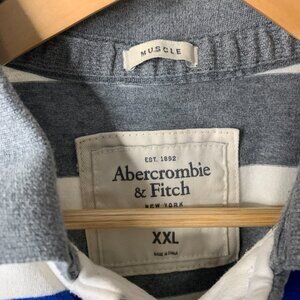 MUSCLE
EST. 1892
Abercrombie
& Fitch
NEW YORK
XXL